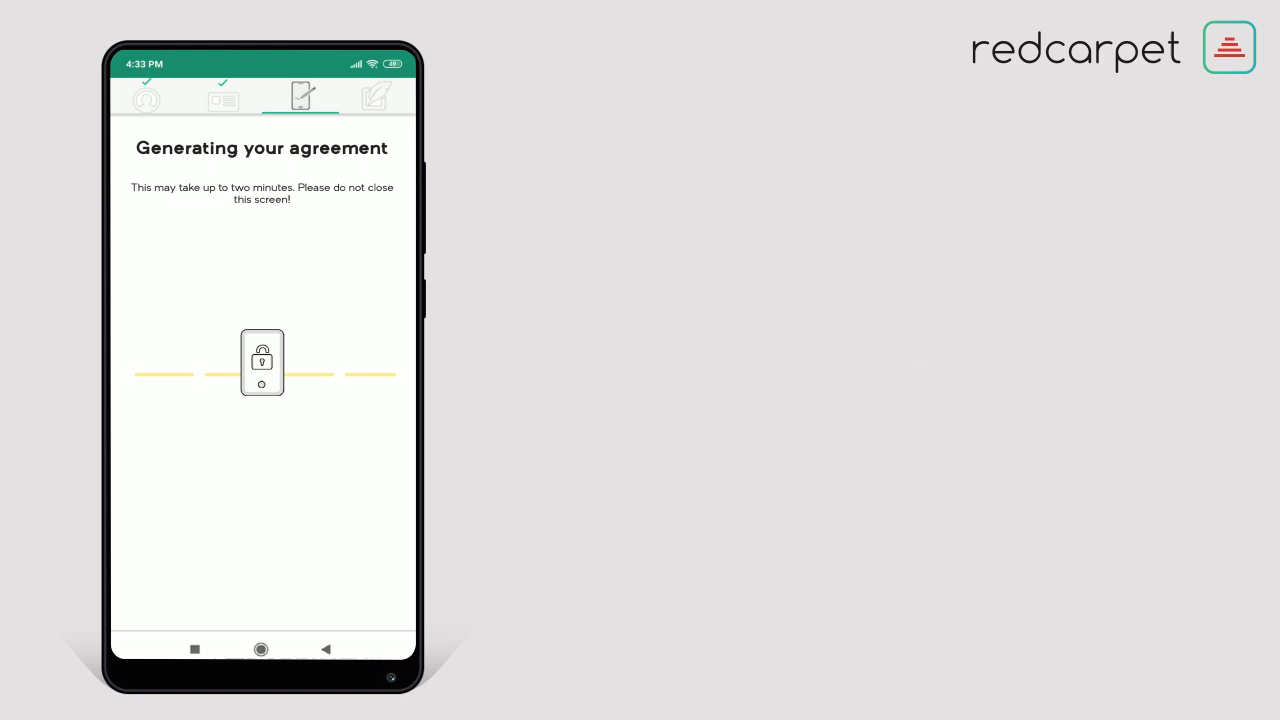 redcarpet
4:33 PM
49
Generating your agreement
This may take up to two minutes. Please do not close
this screen!